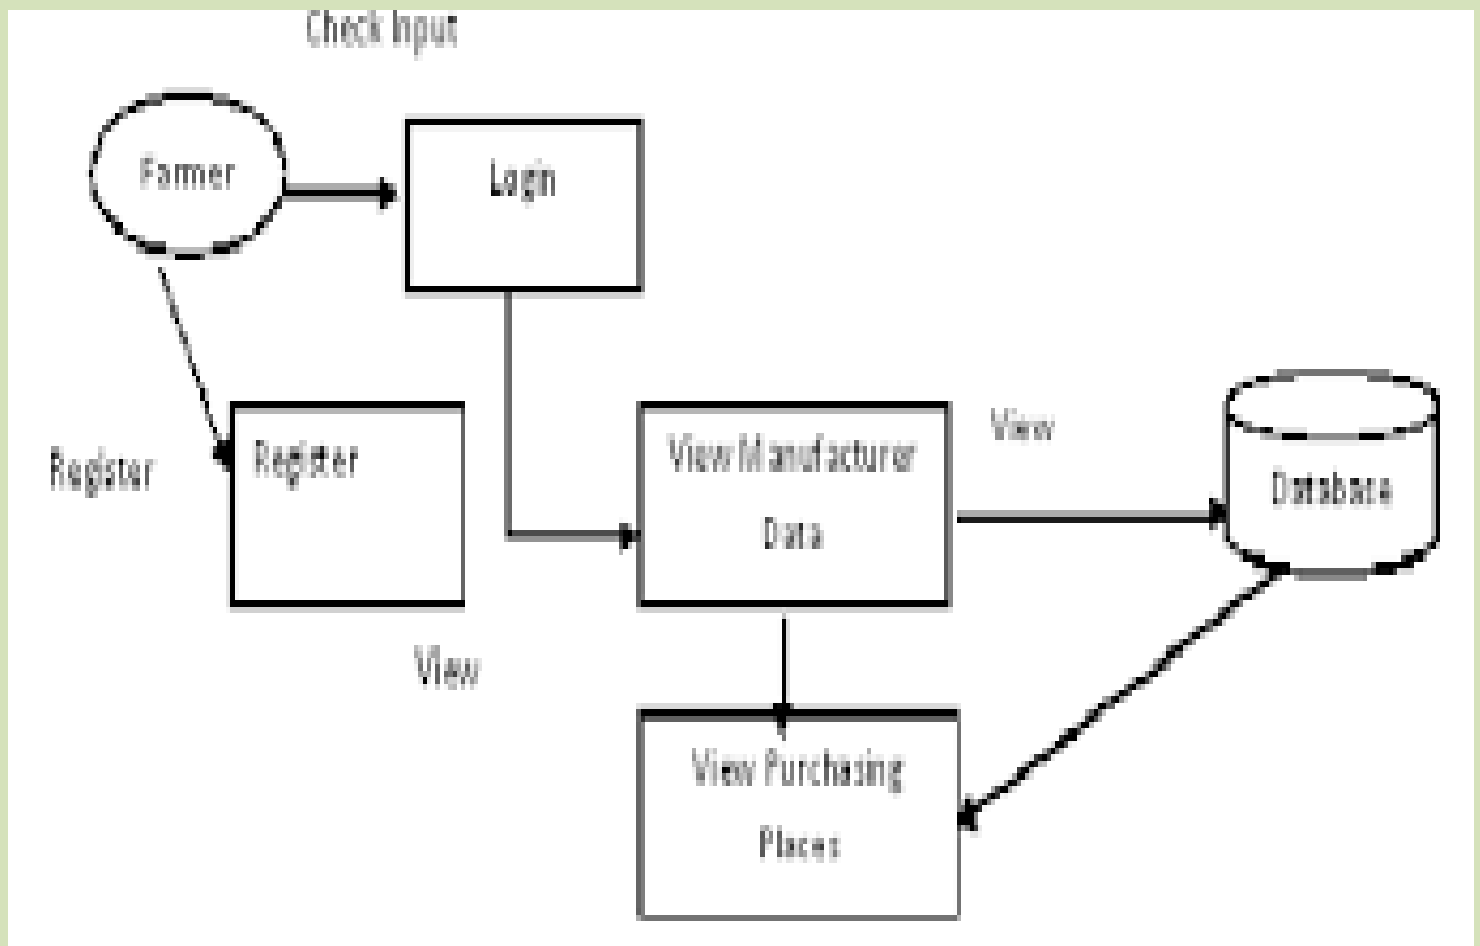 Check Input
Farmer
Login
Register
Register
View Manufacturer
Data
View
Database
View
View Purchasing
Places